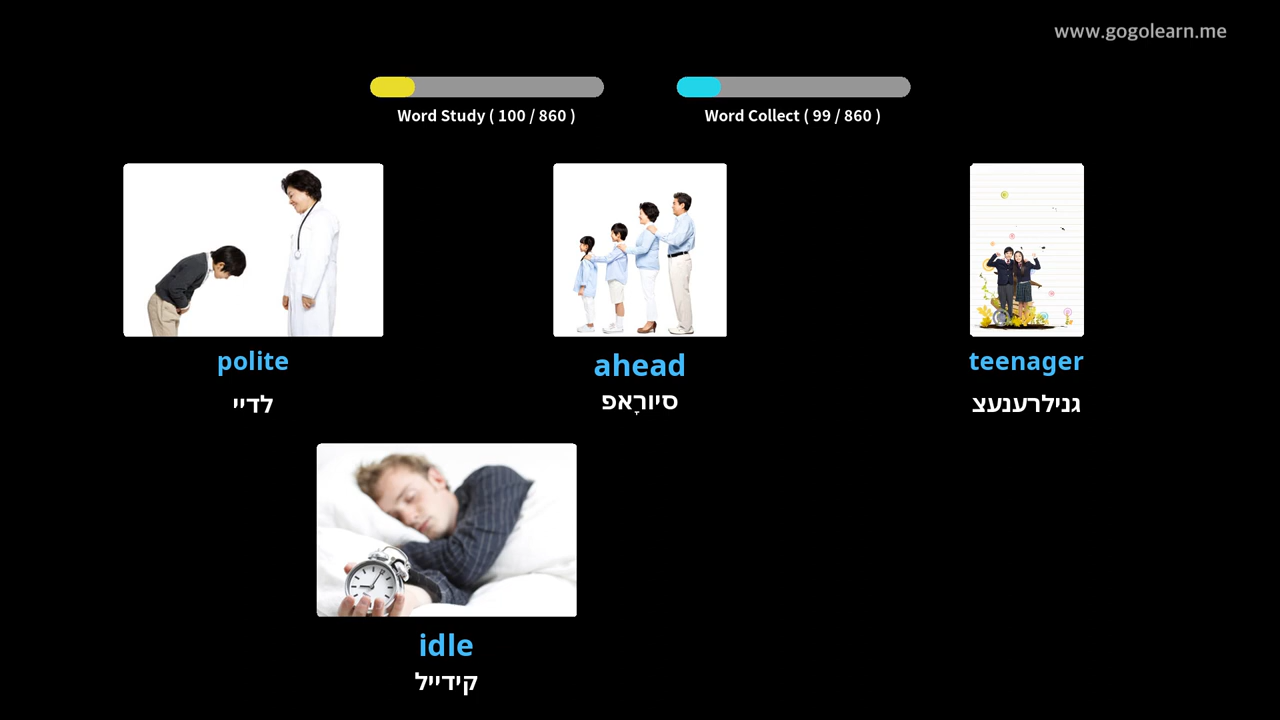 www.gogolearn.me
Word Study ( 100 / 860 )
Word Collect ( 99 / 860 )
polite
לדיי
ahead
סיורָאפ
teenager
גנילרענעצ
idle
קידייל